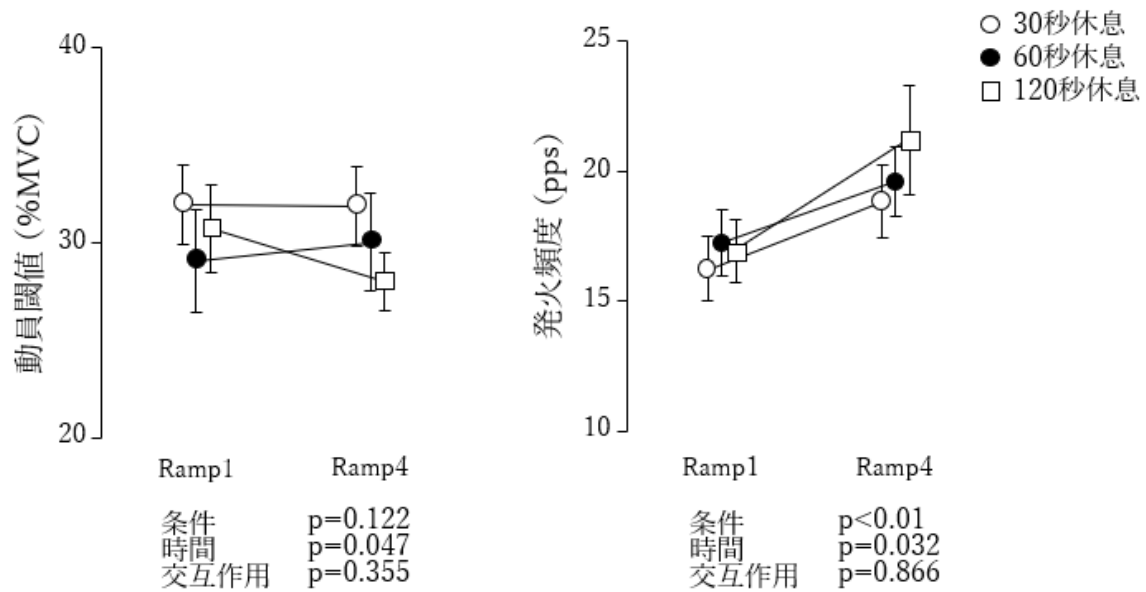 40
30
20
動員閾値 (%MVC)
Ramp1
Ramp4
条件 p=0.122
時間 p=0.047
交互作用 p=0.355
25
20
15
10
発火頻度 (pps)
Ramp1
Ramp4
条件 p<0.01
時間 p=0.032
交互作用 p=0.866
30秒休息
60秒休息
120秒休息